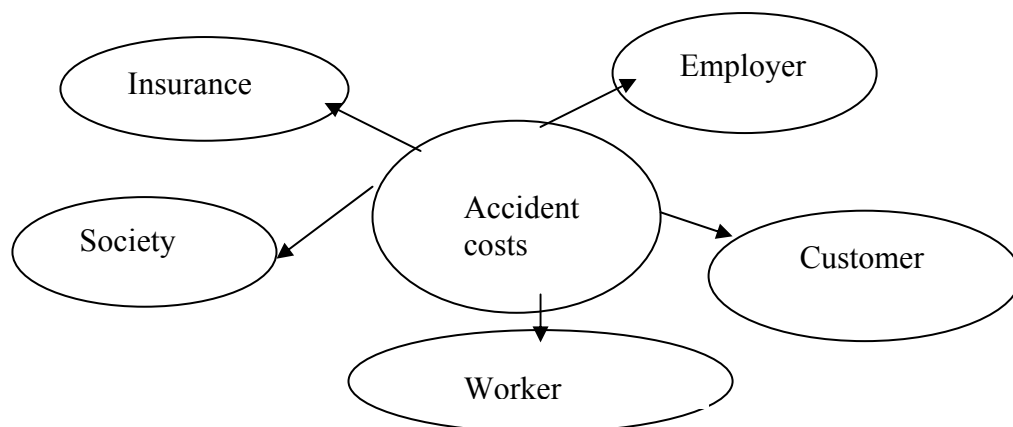 Insurance
Employer
Society
Accident
costs
Customer
Worker